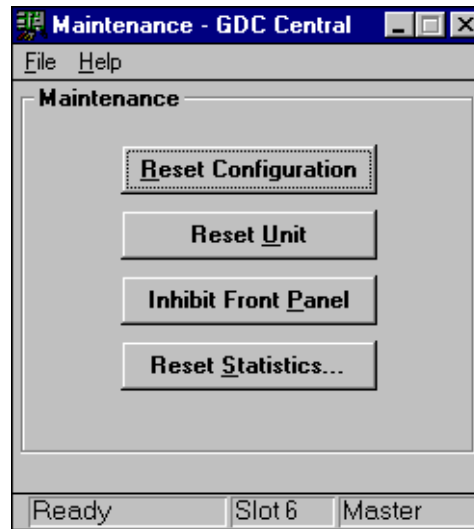 Maintenance - GDC Central
File Help
Maintenance
Reset Configuration
Reset Unit
Inhibit Front Panel
Reset Statistics...
Ready Slot 6 Master